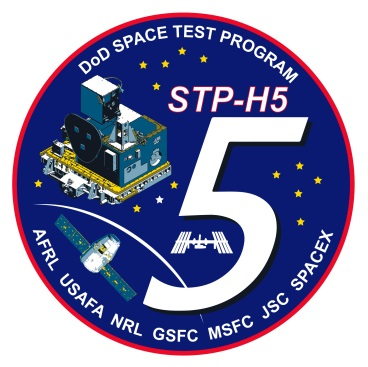 DoD SPACE TEST PROGRAM
STP-H5
5
AFRL USAFA NRL GSFC MSFC JSC SPACEX